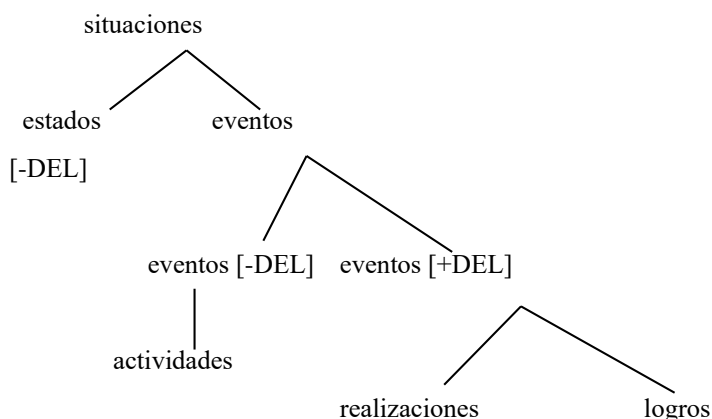 situaciones
estados eventos
[-DEL]
eventos [-DEL] eventos [+DEL]
actividades
realizaciones logros